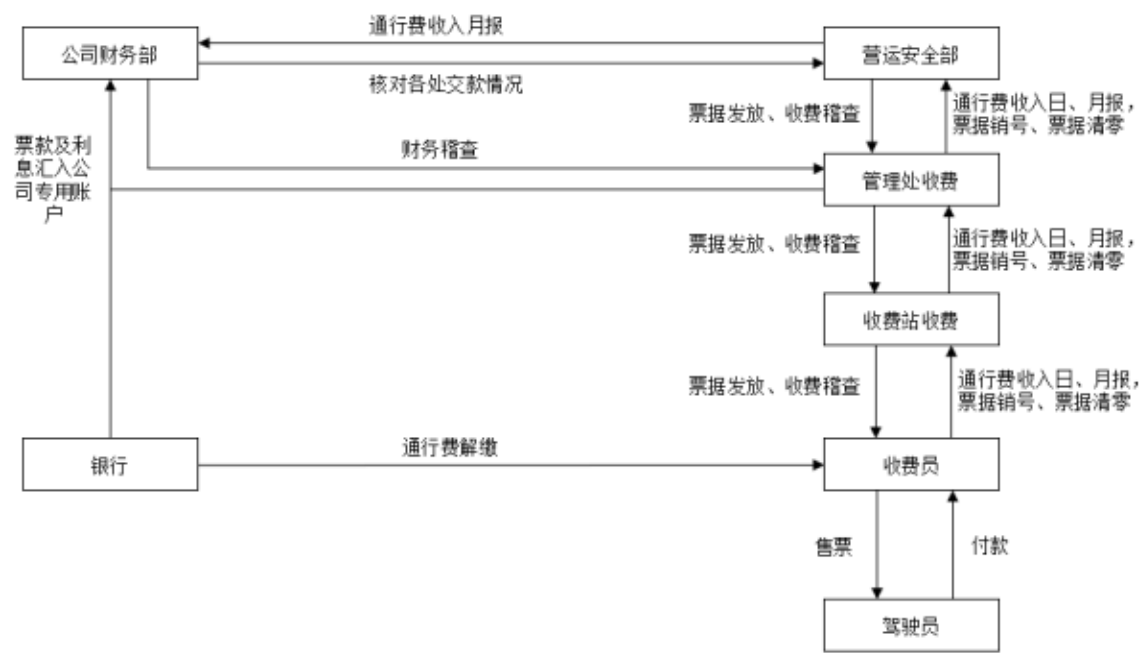 通行费收入月报
公司财务部
营运安全部
核对各处交款情况
票据发放、收费稽查
通行费收入日、月报，
票据销号、票据清零
票款及利
息汇入公
司专用账
户
财务稽查
管理处收费
票据发放、收费稽查
通行费收入日、月报，
票据销号、票据清零
收费站收费
票据发放、收费稽查
通行费收入日、月报，
票据销号、票据清零
银行
通行费解缴
收费员
售票
付款
驾驶员